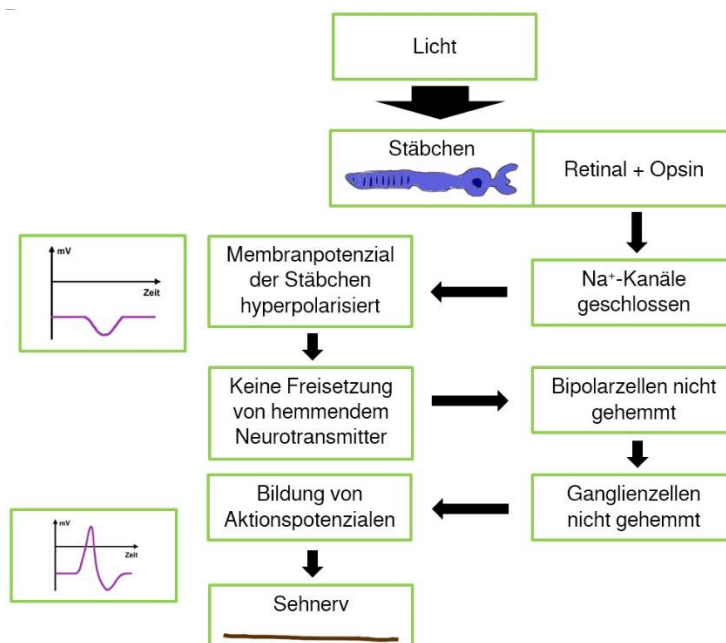 Licht
Stäbchen
Retinal + Opsin
mV
Zeit
Membranpotenzial
der Stäbchen
hyperpolarisiert
Na⁺-Kanäle
geschlossen
Keine Freisetzung
von hemmendem
Neurotransmitter
Bipolarzellen nicht
gehemmt
mV
Zeit
Bildung von
Aktionspotenzialen
Ganglienzellen
nicht gehemmt
Sehnerv